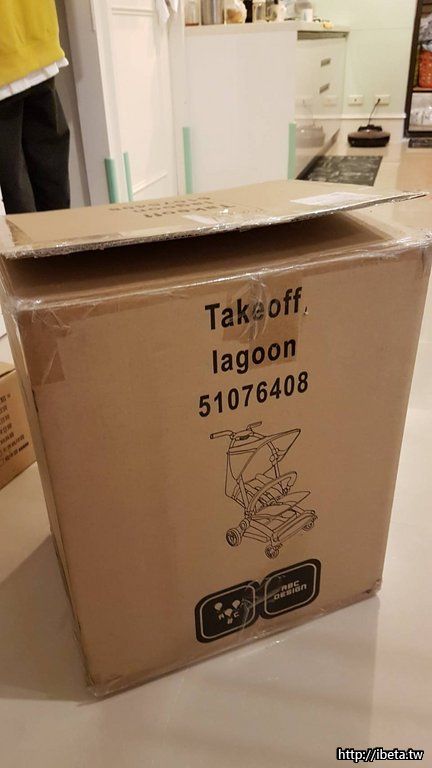 Takeoff,
lagoon
51076408
ABC
DESIGN
http://ibeta.tw